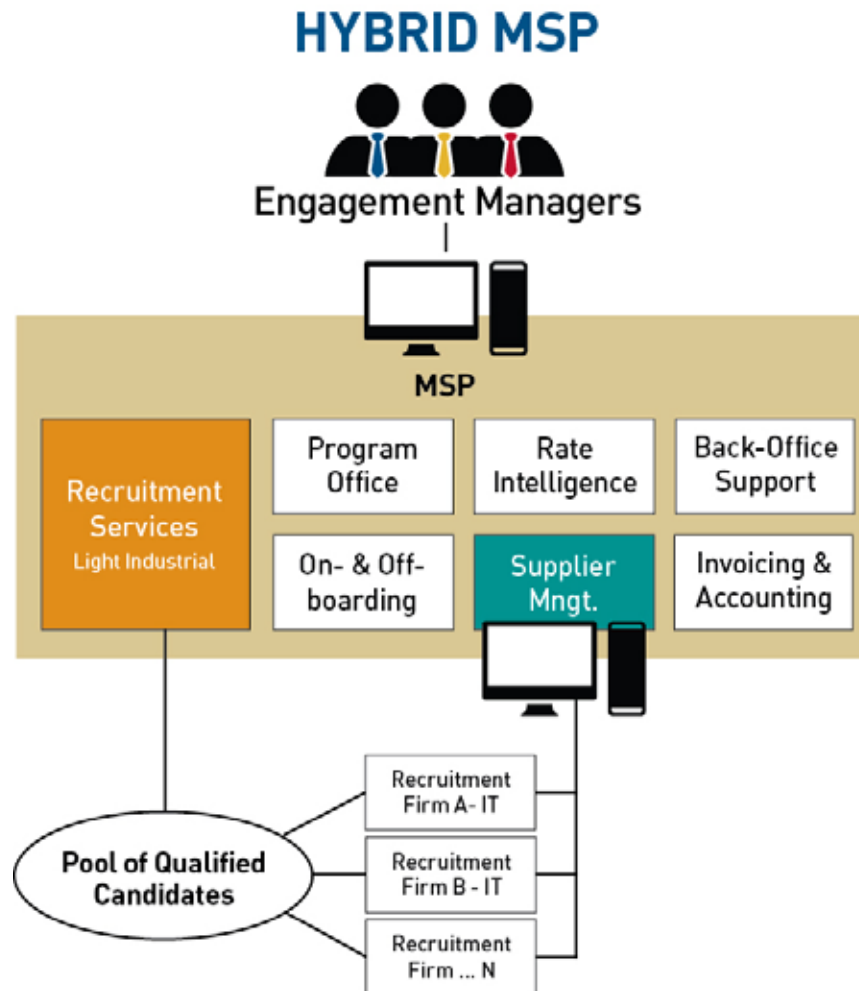 HYBRID MSP
Engagement Managers
MSP
Recruitment
Services
Light Industrial
Program
Office
Rate
Intelligence
Back-Office
Support
On- & Off-
boarding
Supplier
Mngt.
Invoicing &
Accounting
Recruitment
Firm A- IT
Recruitment
Firm B - IT
Recruitment
Firm ... N
Pool of Qualified
Candidates